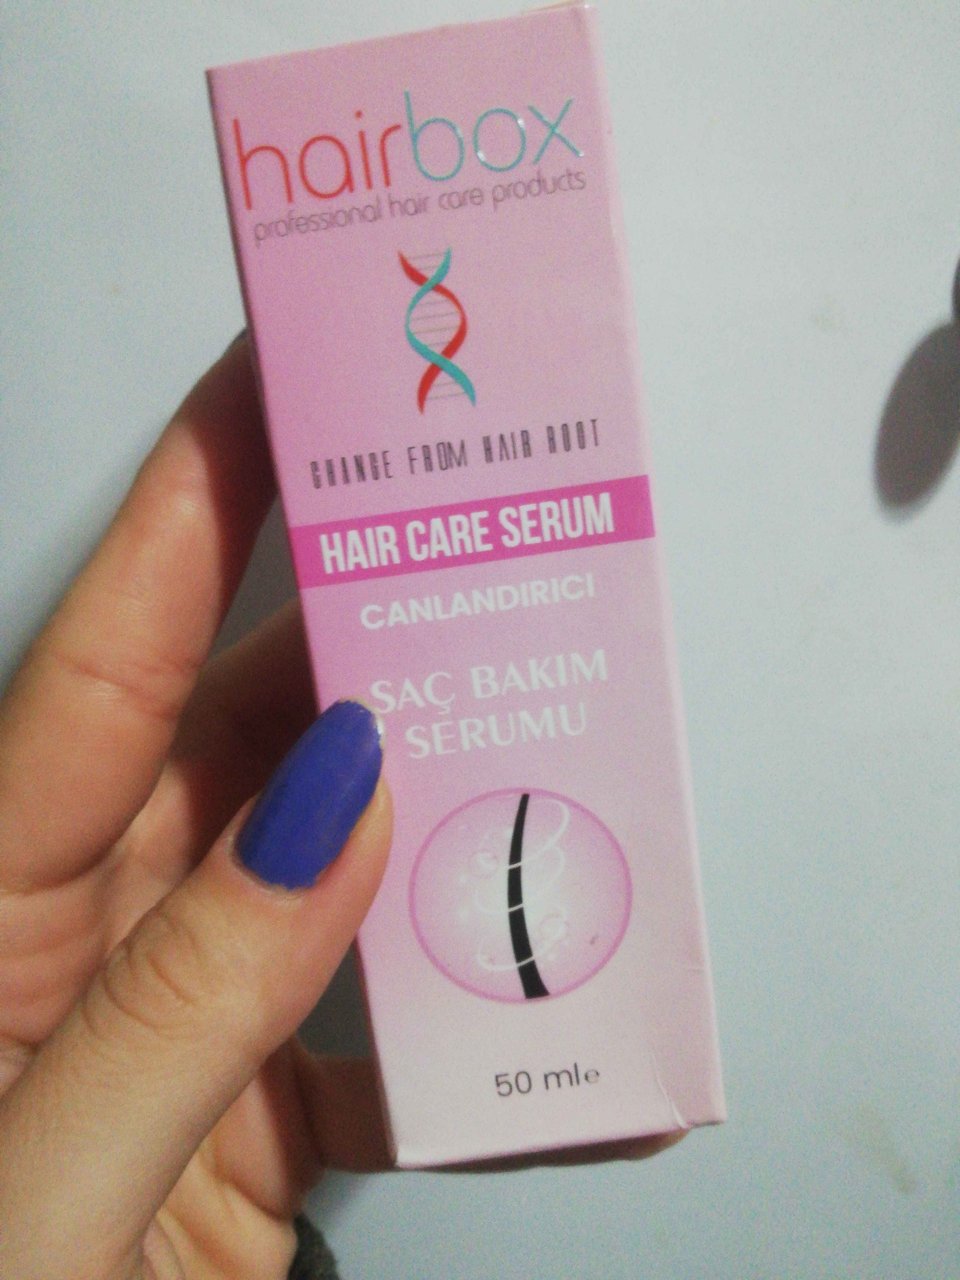 hairbox
professional hair care products
CHANGE FROM HAIR ROOT
HAIR CARE SERUM
CANLANDIRICI
SAÇ BAKIM
SERUMU
50 ml e